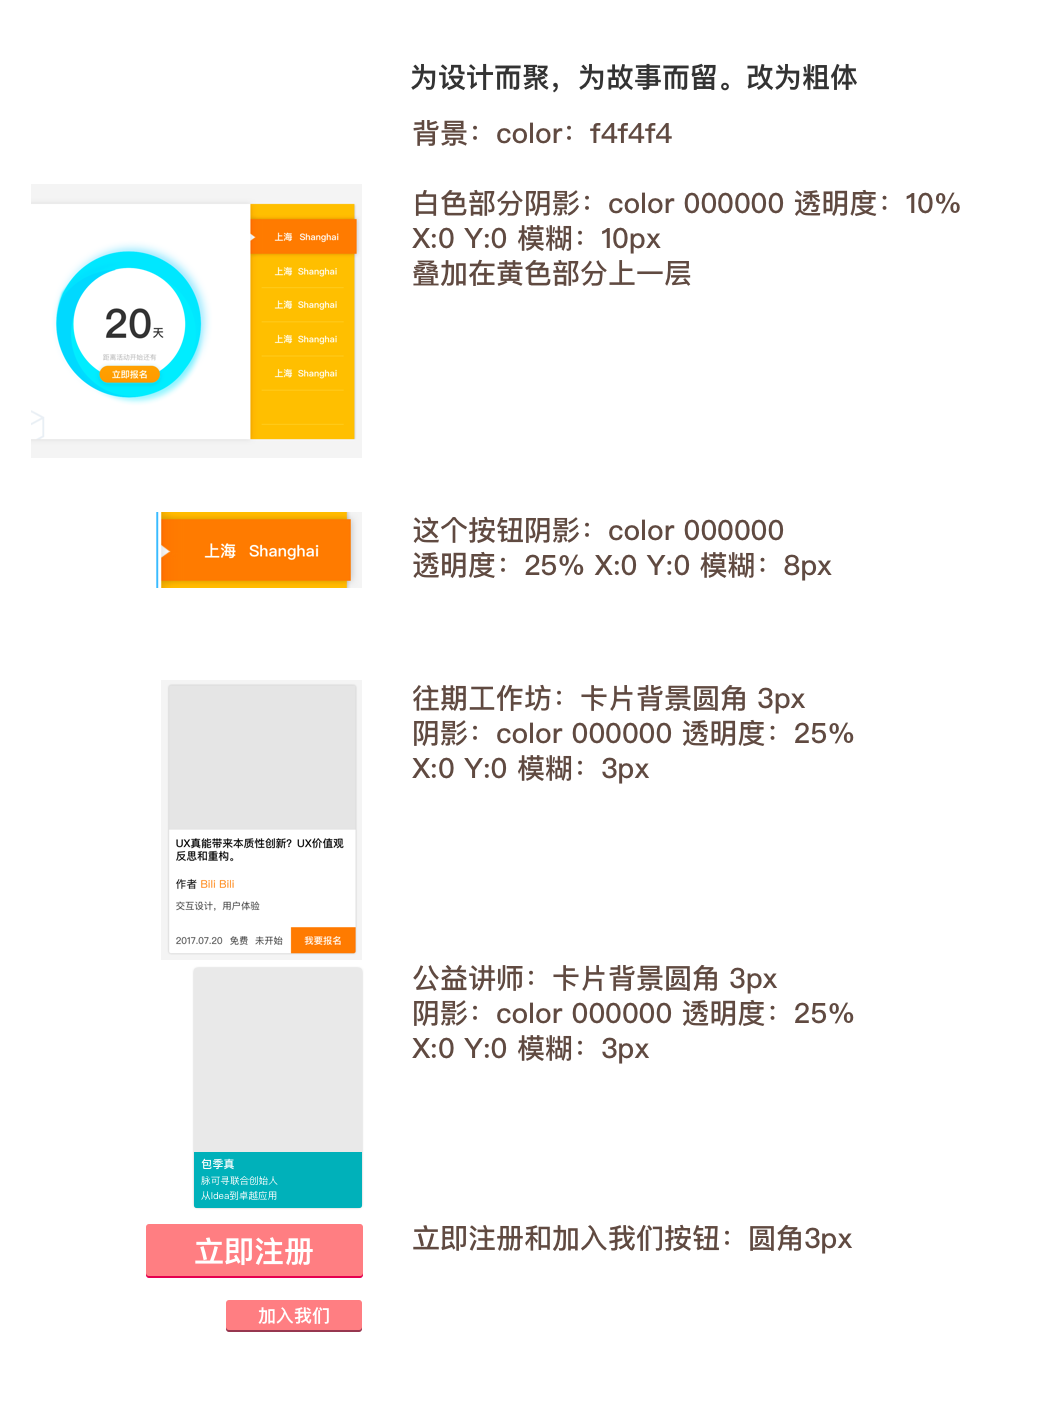 为设计而聚，为故事而留。改为粗体
背景：color：f4f4f4
白色部分阴影：color 000000 透明度：10%
X:0 Y:0 模糊：10px
叠加在黄色部分上一层
上海 Shanghai
上海 Shanghai
上海 Shanghai
上海 Shanghai
上海 Shanghai
20天
距离活动开始还有
立即报名
这个按钮阴影：color 000000
透明度：25% X:0 Y:0 模糊：8px
上海 Shanghai
往期工作坊：卡片背景圆角 3px
阴影：color 000000 透明度：25%
X:0 Y:0 模糊：3px
UX真能带来本质性创新？UX价值观
反思和重构。
作者 Bili Bili
交互设计，用户体验
2017.07.20 免费 未开始 我要报名
公益讲师：卡片背景圆角 3px
阴影：color 000000 透明度：25%
X:0 Y:0 模糊：3px
包季真
脉可寻联合创始人
从Idea到卓越应用
立即注册和加入我们按钮：圆角3px
立即注册
加入我们